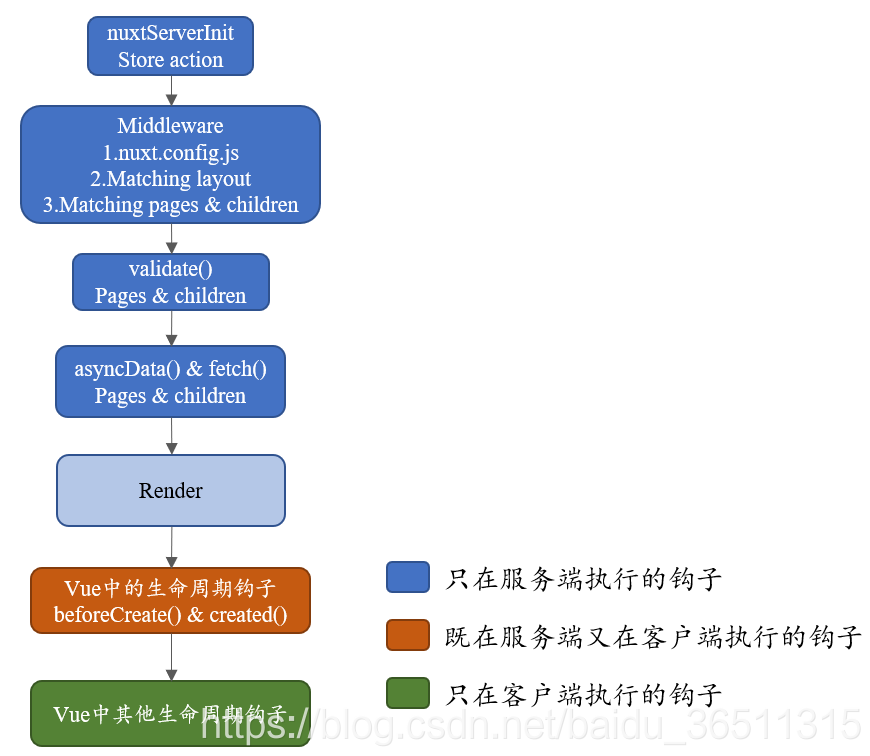 nuxtServerInit
Store action
Middleware
1.nuxt.config.js
2.Matching layout
3.Matching pages & children
validate()
Pages & children
asyncData() & fetch()
Pages & children
Render
Vue中的生命周期钩子
beforeCreate() & created()
Vue中其他生命周期钩子
只在服务端执行的钩子
既在服务端又在客户端执行的钩子
只在客户端执行的钩子
https://blog.csdn.net/baidu_36511315